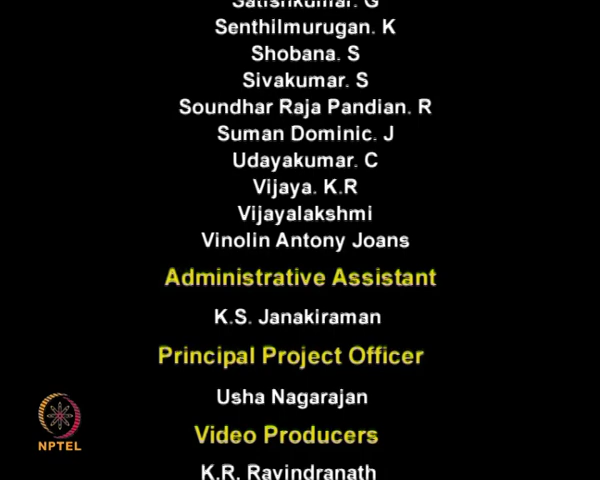 Satishkumar. G
Senthilmurugan. K
Shobana. S
Sivakumar. S
Soundhar Raja Pandian. R
Suman Dominic. J
Udayakumar. C
Vijaya. K.R
Vijayalakshmi
Vinolin Antony Joans
Administrative Assistant
K.S. Janakiraman
Principal Project Officer
Usha Nagarajan
Video Producers
K.R. Ravindranath
NPTEL